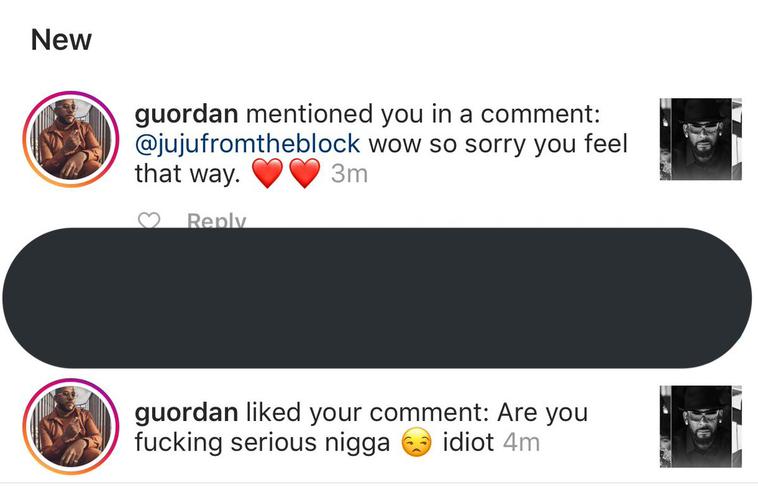 New
guordan mentioned you in a comment:
@jujufromtheblock wow so sorry you feel
that way. ❤️❤️ 3m
Reply
guordan liked your comment: Are you
fucking serious nigga 😒 idiot 4m